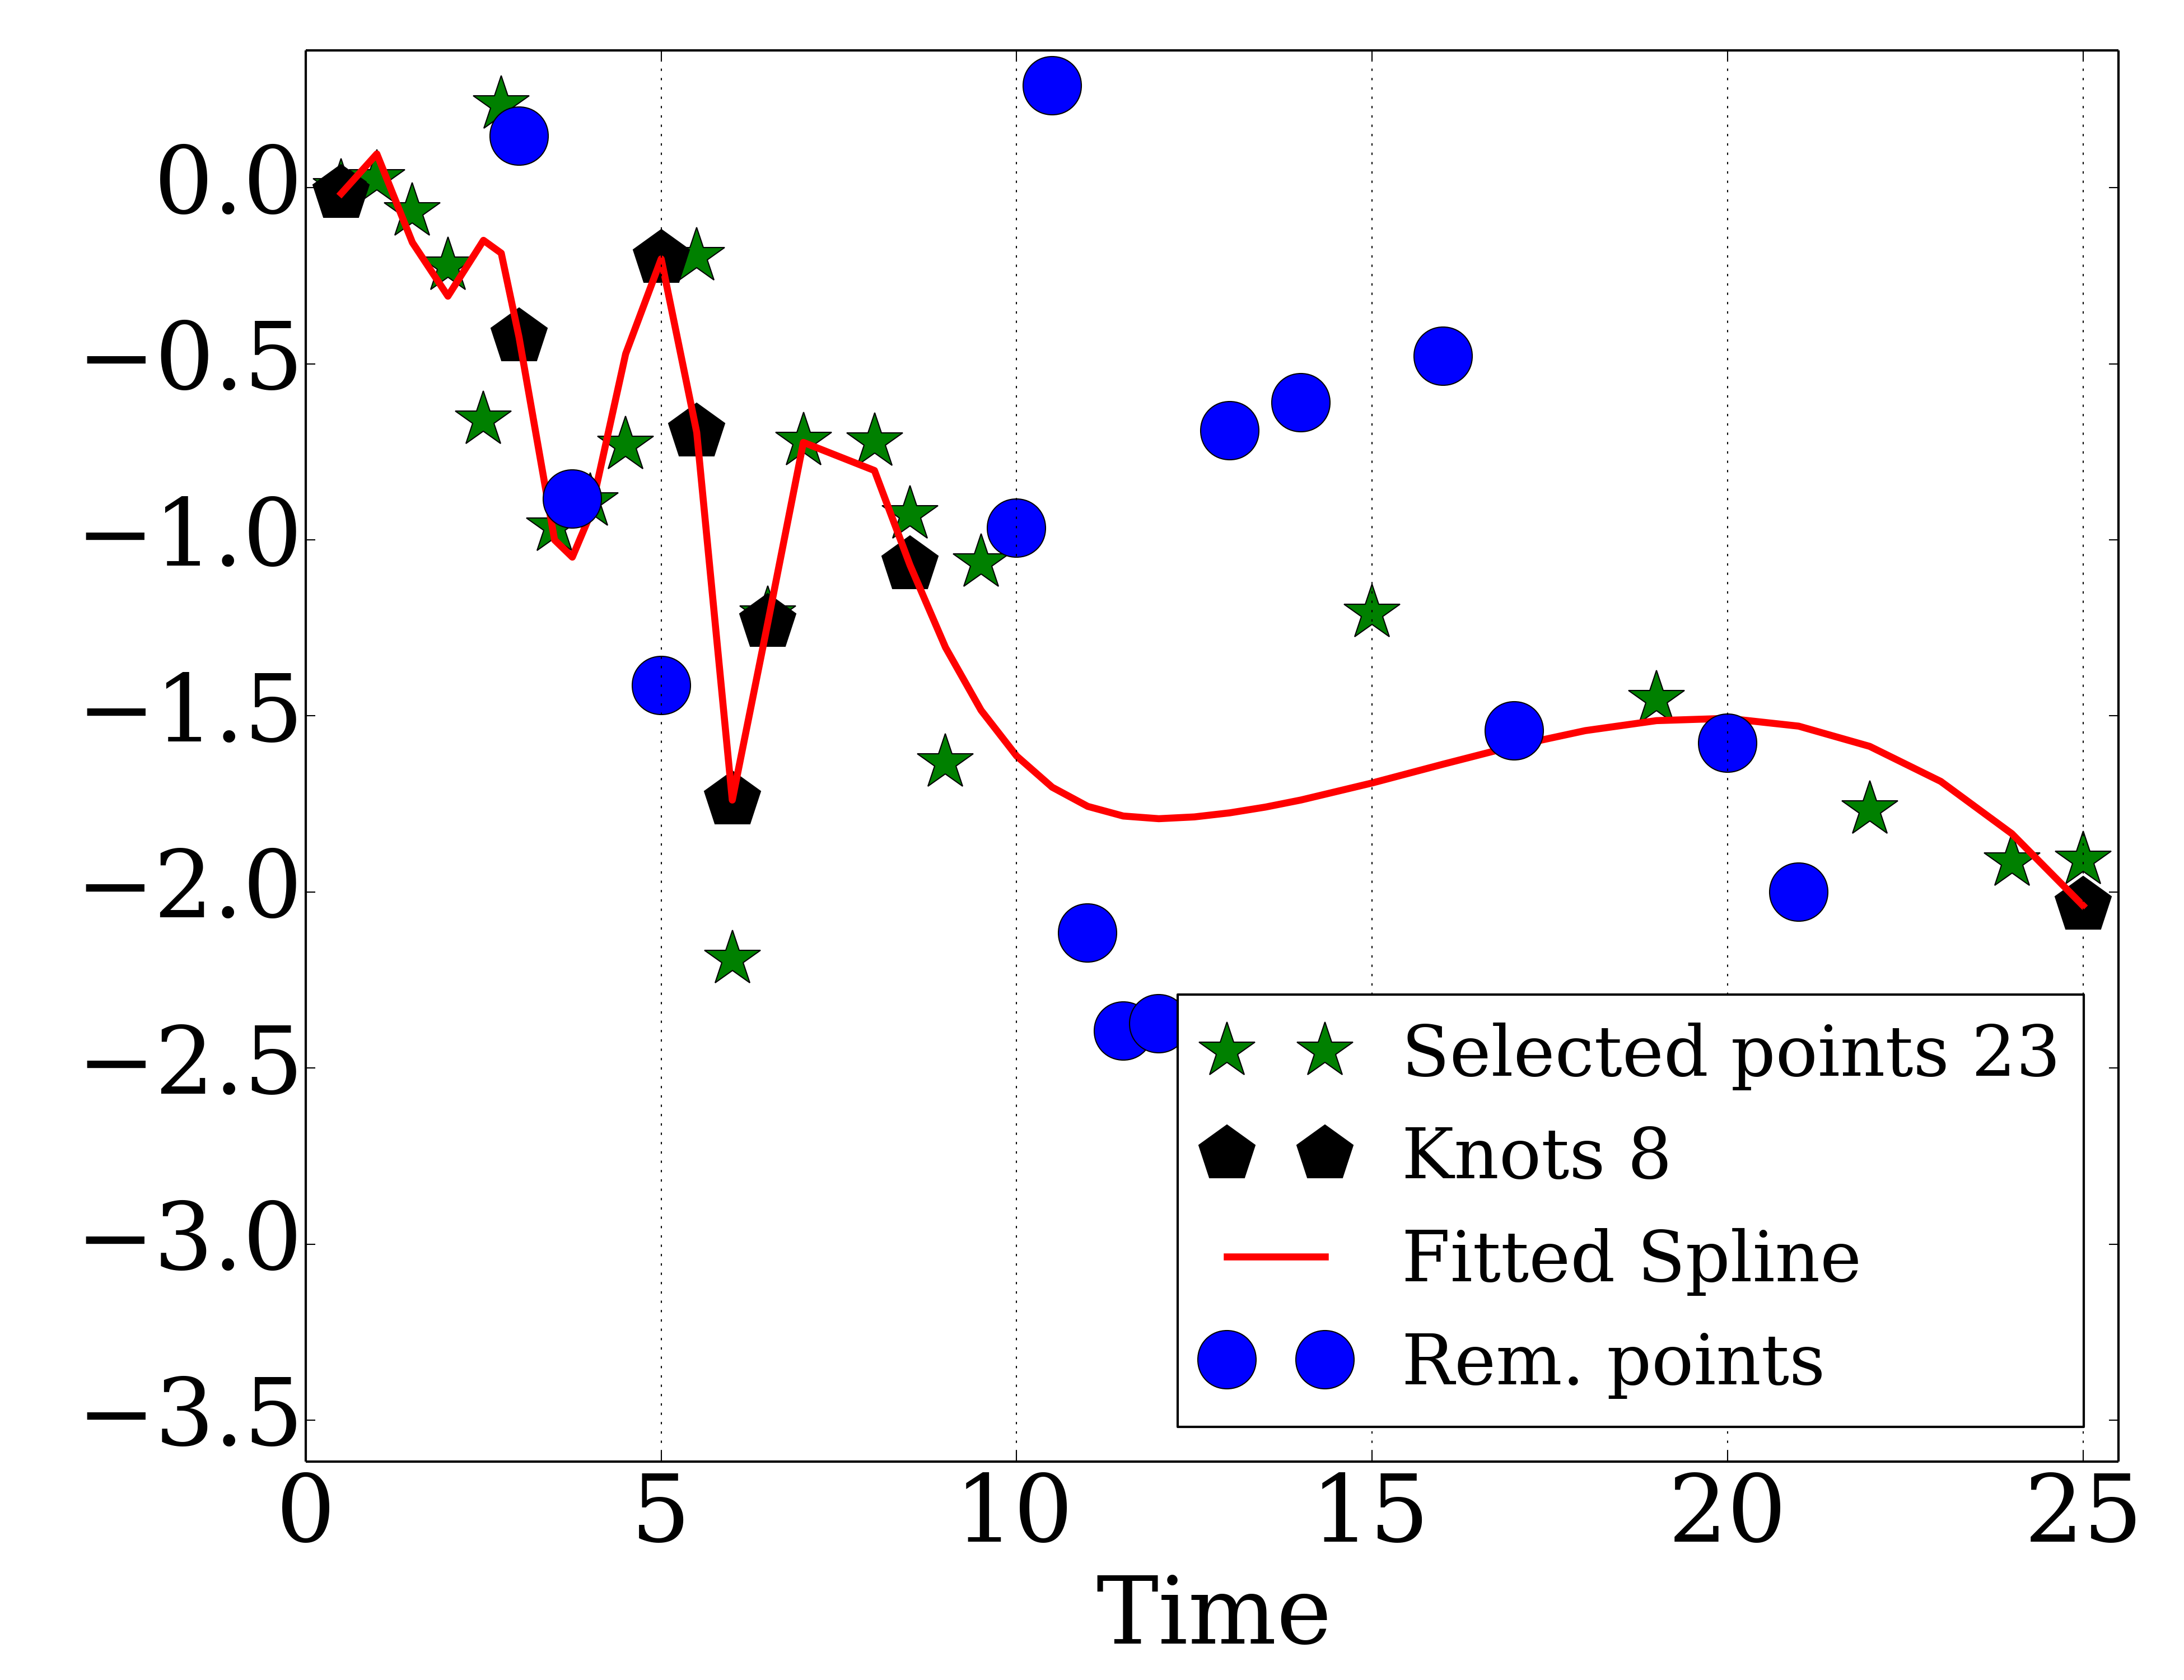 0.0
−0.5
−1.0
−1.5
−2.0
−2.5
−3.0
−3.5
Selected points 23
Knots 8
Fitted Spline
Rem. points
0 5 10 15 20 25
Time